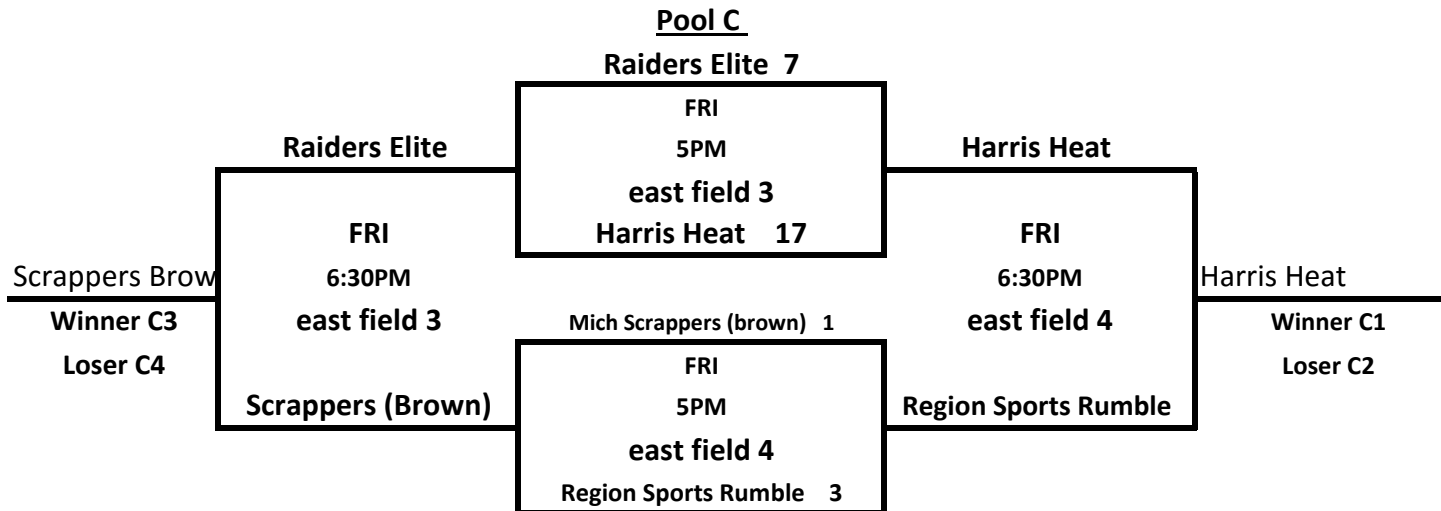 Pool C
Raiders Elite 7
FRI
Raiders Elite
5PM
Harris Heat
east field 3
FRI
Harris Heat 17
FRI
Scrappers Brow
6:30PM
6:30PM
Harris Heat
Winner C3
east field 3
Mich Scrappers (brown) 1
east field 4
Winner C1
Loser C4
FRI
Loser C2
Scrappers (Brown)
5PM
Region Sports Rumble
east field 4
Region Sports Rumble 3